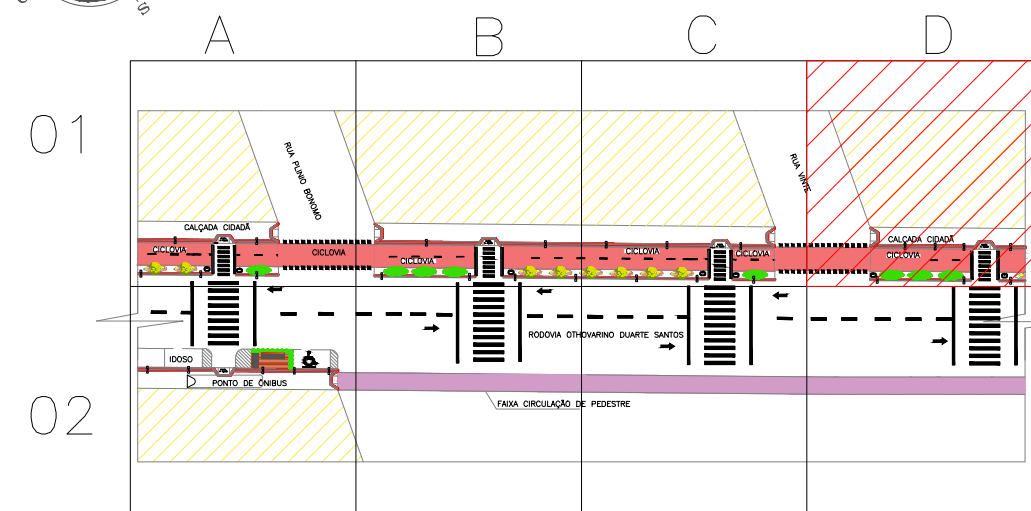 S
A B C D
01
RUA PLINIO BONOMO
RUA VINTE
CALÇADA CIDADÃ
CALÇADA CIDADÃ
CICLOVIA
CICLOVIA
CICLOVIA
CICLOVIA
CICLOVIA
CICLOVIA
RODOVIA OTHOVARINO DUARTE SANTOS
IDOSO
PONTO DE ÔNIBUS
FAIXA CIRCULAÇÃO DE PEDESTRE
02